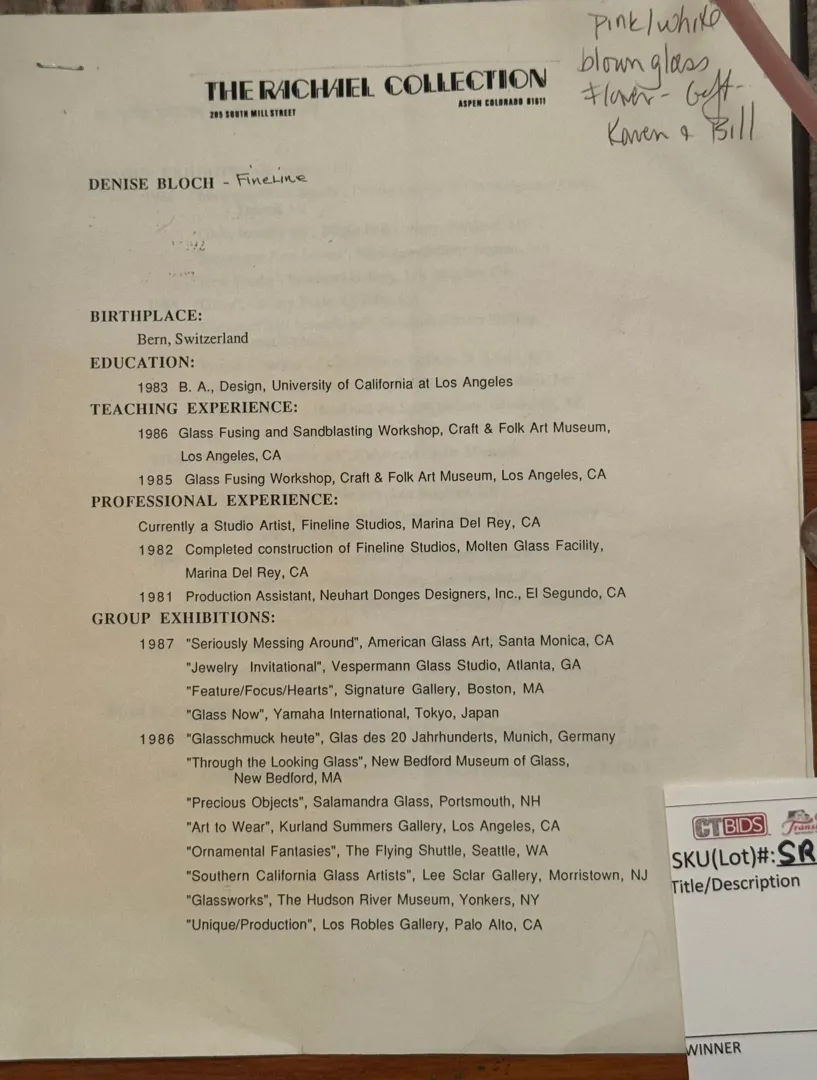 pink/white
blown glass
Flower - Gift-
Karen & Bill
THE RACHAEL COLLECTION
205 SOUTH MILL STREET
ASPEN COLORADO 81611
DENISE BLOCH - FINELINE
BIRTHPLACE:
Bern, Switzerland
EDUCATION:
1983 B. A., Design, University of California at Los Angeles
TEACHING EXPERIENCE:
1986 Glass Fusing and Sandblasting Workshop, Craft & Folk Art Museum,
Los Angeles, CA
1985 Glass Fusing Workshop, Craft & Folk Art Museum, Los Angeles, CA
PROFESSIONAL EXPERIENCE:
Currently a Studio Artist, Fineline Studios, Marina Del Rey, CA
1982 Completed construction of Fineline Studios, Molten Glass Facility,
Marina Del Rey, CA
1981 Production Assistant, Neuhart Donges Designers, Inc., El Segundo, CA
GROUP EXHIBITIONS:
1987 "Seriously Messing Around", American Glass Art, Santa Monica, CA
"Jewelry Invitational", Vespermann Glass Studio, Atlanta, GA
"Feature/Focus/Hearts", Signature Gallery, Boston, MA
"Glass Now", Yamaha International, Tokyo, Japan
1986 "Glasschmuck heute", Glas des 20 Jahrhunderts, Munich, Germany
"Through the Looking Glass", New Bedford Museum of Glass,
New Bedford, MA
"Precious Objects", Salamandra Glass, Portsmouth, NH
"Art to Wear", Kurland Summers Gallery, Los Angeles, CA
"Ornamental Fantasies", The Flying Shuttle, Seattle, WA
"Southern California Glass Artists", Lee Sclar Gallery, Morristown, NJ
"Glassworks", The Hudson River Museum, Yonkers, NY
"Unique/Production", Los Robles Gallery, Palo Alto, CA
CTBIDS
SKU(Lot)#: SR
Title/Description
WINNER